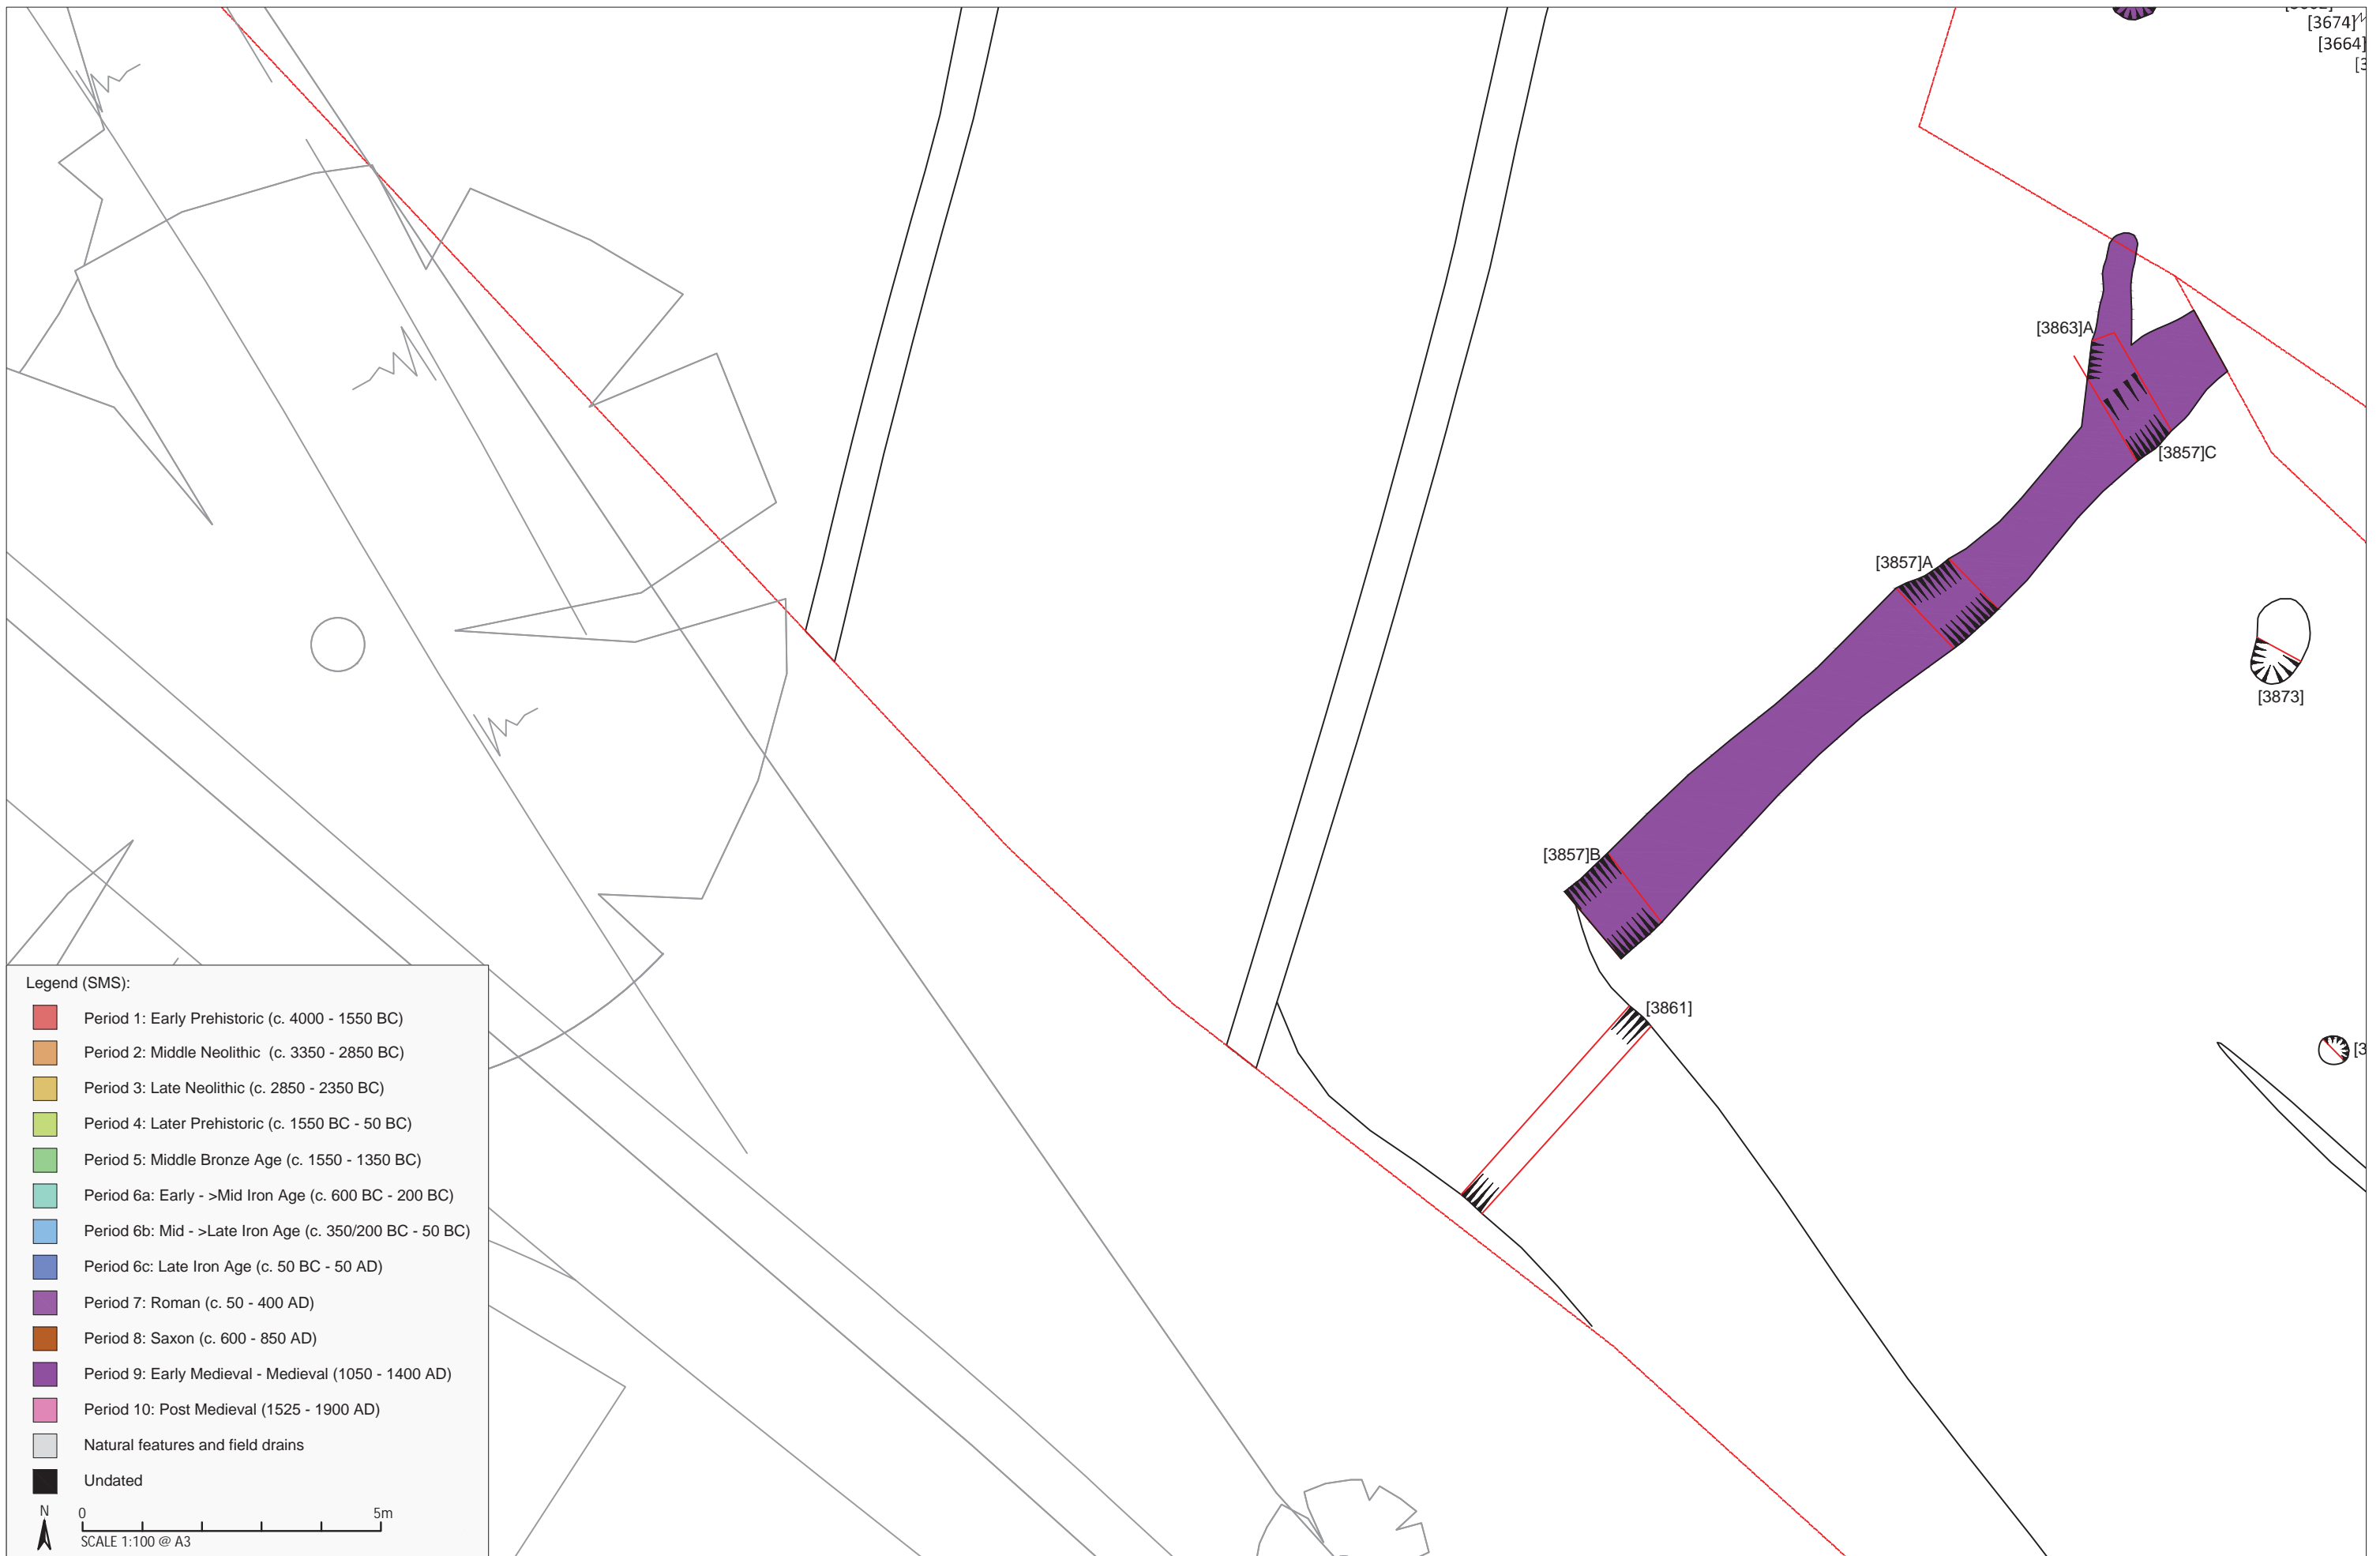 [3674]
[3664]
[3863]A
[3857]C
[3857]A
[3873]
[3857]B
[3861]
Legend (SMS):
Period 1: Early Prehistoric (c. 4000 - 1550 BC)
Period 2: Middle Neolithic (c. 3350 - 2850 BC)
Period 3: Late Neolithic (c. 2850 - 2350 BC)
Period 4: Later Prehistoric (c. 1550 BC - 50 BC)
Period 5: Middle Bronze Age (c. 1550 - 1350 BC)
Period 6a: Early - >Mid Iron Age (c. 600 BC - 200 BC)
Period 6b: Mid - >Late Iron Age (c. 350/200 BC - 50 BC)
Period 6c: Late Iron Age (c. 50 BC - 50 AD)
Period 7: Roman (c. 50 - 400 AD)
Period 8: Saxon (c. 600 - 850 AD)
Period 9: Early Medieval - Medieval (1050 - 1400 AD)
Period 10: Post Medieval (1525 - 1900 AD)
Natural features and field drains
Undated
N 0 5m
SCALE 1:100 @ A3